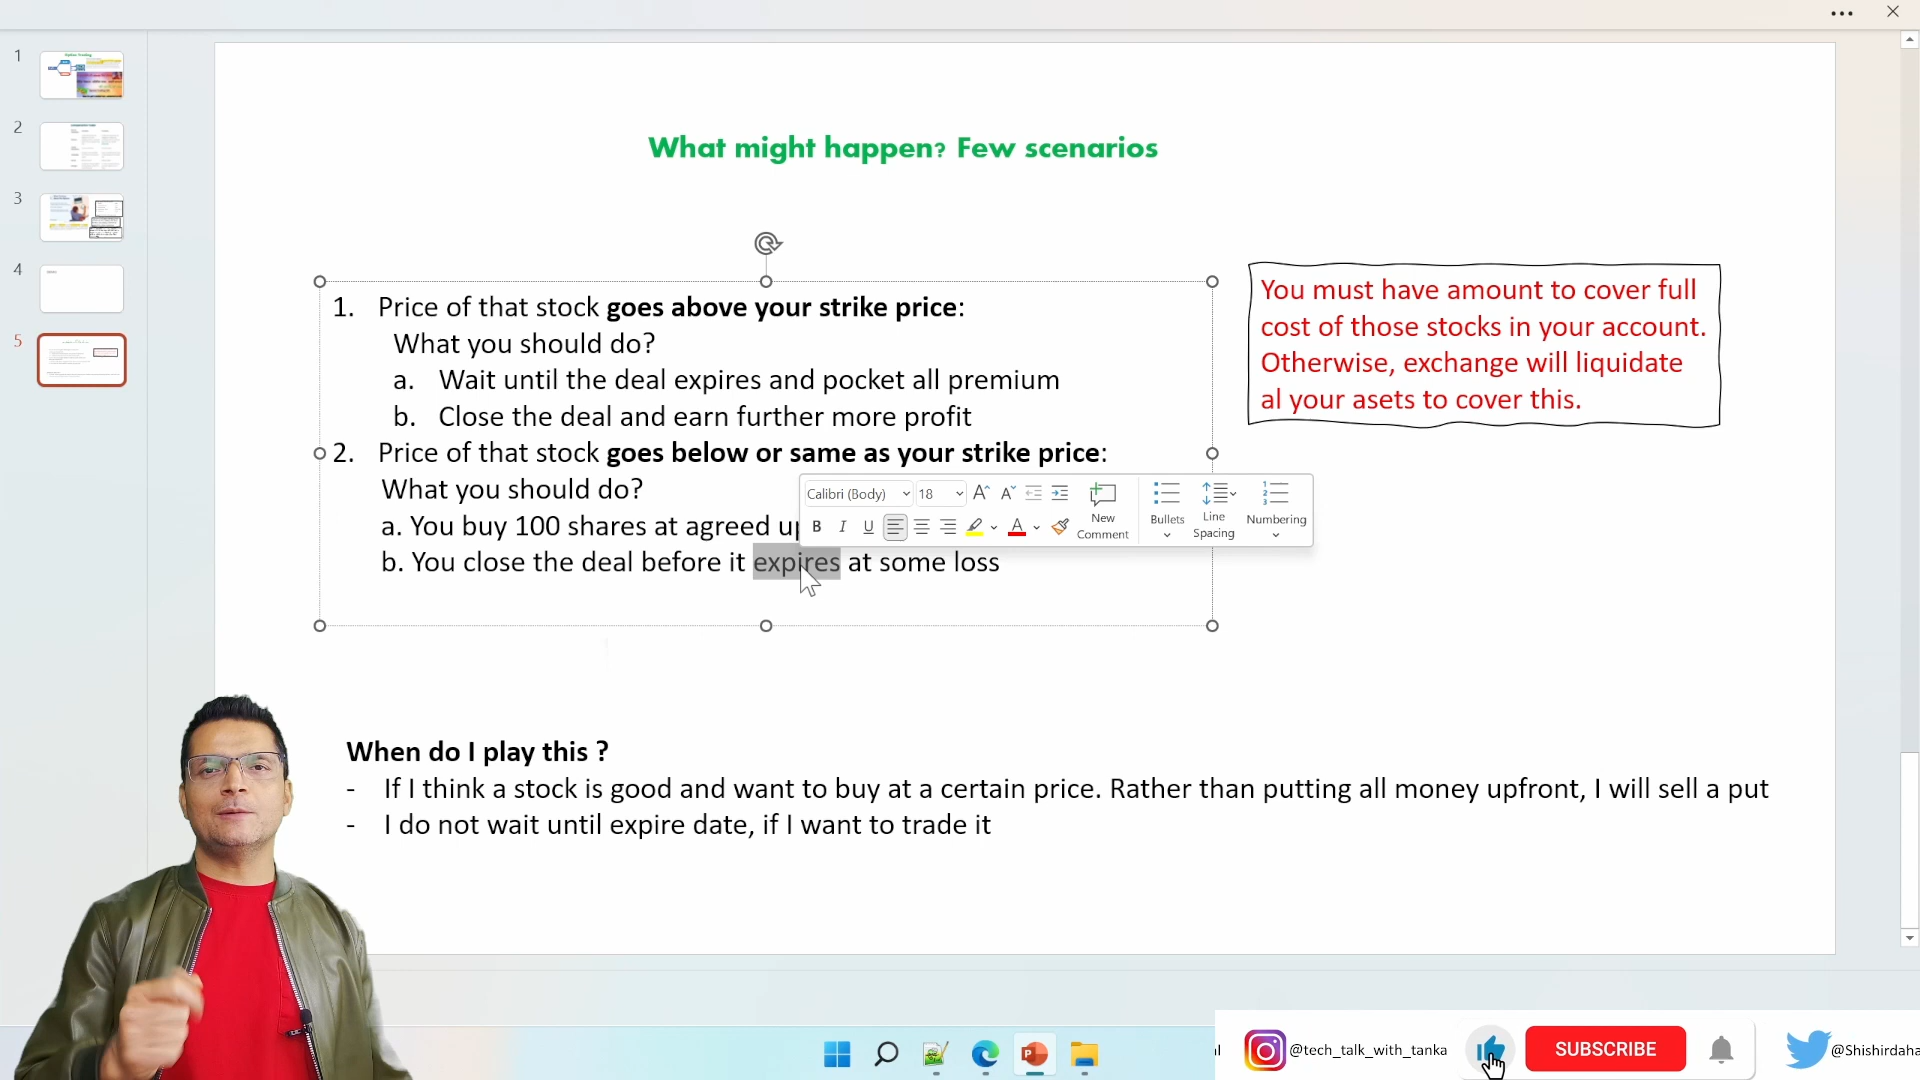 1
2
3
4
5
What might happen? Few scenarios
1. Price of that stock goes above your strike price:
What you should do?
a. Wait until the deal expires and pocket all premium
b. Close the deal and earn further more profit
2. Price of that stock goes below or same as your strike price:
What you should do?
a. You buy 100 shares at agreed up
b. You close the deal before it expires at some loss
You must have amount to cover full
cost of those stocks in your account.
Otherwise, exchange will liquidate
al your asets to cover this.
Calibri (Body) 18
New
Comment
Bullets
Line
Spacing
Numbering
When do I play this ?
- If I think a stock is good and want to buy at a certain price. Rather than putting all money upfront, I will sell a put
- I do not wait until expire date, if I want to trade it
@tech_talk_with_tanka
SUBSCRIBE
@Shishirdaha